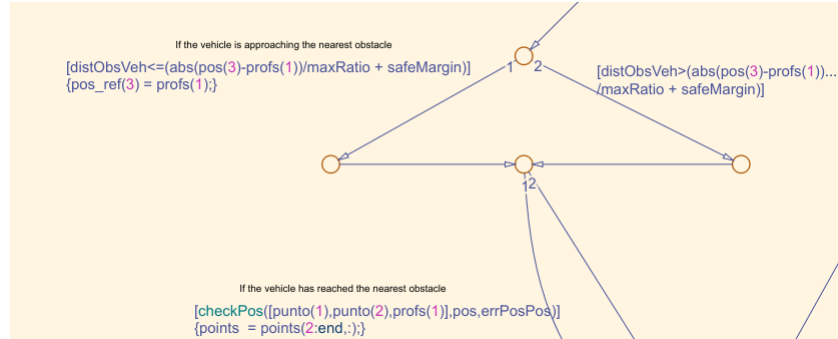 If the vehicle is approaching the nearest obstacle
[distObsVeh<=(abs(pos(3)-profs(1))/maxRatio + safeMargin)]
{pos_ref(3) = profs(1);}
1
2
[distObsVeh>(abs(pos(3)-profs(1))...
/maxRatio + safeMargin)]
12
If the vehicle has reached the nearest obstacle
[checkPos([punto(1),punto(2),profs(1)],pos,errPosPos)]
{points = points(2:end,:);}